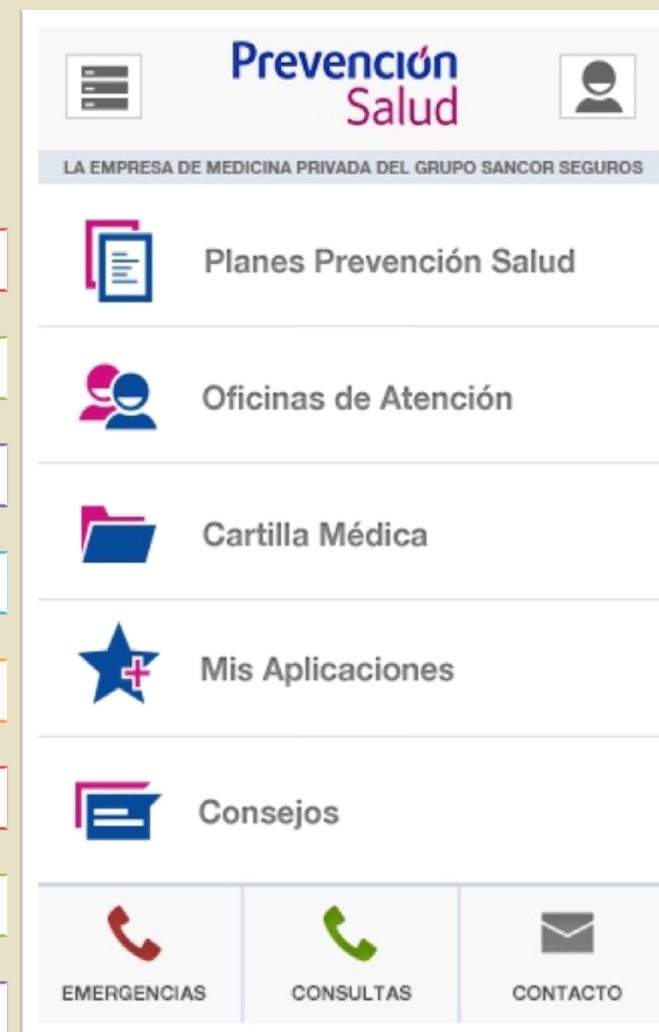 Prevención
Salud
LA EMPRESA DE MEDICINA PRIVADA DEL GRUPO SANCOR SEGUROS
Planes Prevención Salud
Oficinas de Atención
Cartilla Médica
Mis Aplicaciones
Consejos
EMERGENCIAS
CONSULTAS
CONTACTO